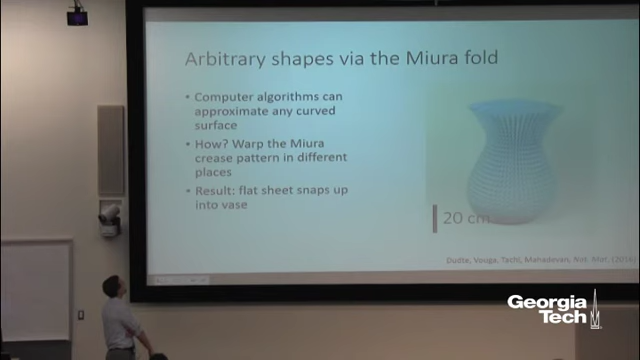 Arbitrary shapes via the Miura fold
• Computer algorithms can
approximate any curved
surface
• How? Warp the Miura
crease pattern in different
places
• Result: flat sheet snaps up
into vase
20 cm
Dudte, Vouga, Tachi, Mahadevan, Nat. Mat. (2016)
Georgia
Tech